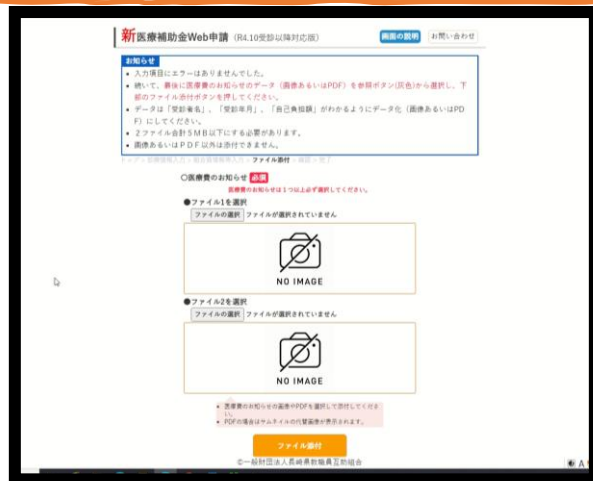 新医療補助金Web申請 (R4.10受診以降対応版) 画面の説明 お問い合わせ
お知らせ
• 入力項目にエラーはありませんでした。
• 続いて、最後に医療費のお知らせのデータ（画像あるいはPDF）を参照ボタン(灰色)から選択し、下
部のファイル添付ボタンを押してください。
• データは「受診者名」、「受診年月」、「自己負担額」がわかるようにデータ化（画像あるいはPD
F）にしてください。
• 2ファイル合計5MB以下にする必要があります。
• 画像あるいはPDF以外は添付できません。
ファイル添付 > 確認 > 完了
○医療費のお知らせ 必須
医療費のお知らせは1つ以上必ず選択してください。
●ファイル1を選択
ファイルの選択 ファイルが選択されていません
NO IMAGE
●ファイル2を選択
ファイルの選択 ファイルが選択されていません
NO IMAGE
• 医療費のお知らせの画像やPDFを選択して添付してくださ
い。
• PDFの場合はサムネイルの代替画像が表示されます。
ファイル添付
©一般財団法人長崎県教職員互助組合
A